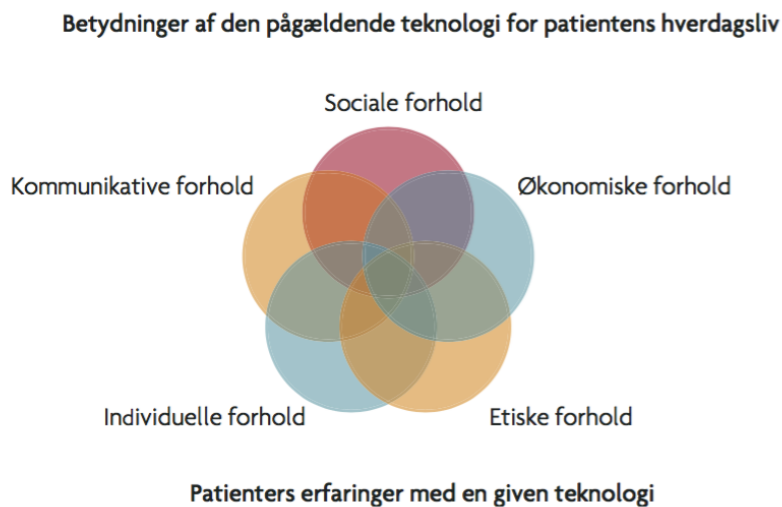 Betydninger af den pågældende teknologi for patientens hverdagsliv
Sociale forhold
Kommunikative forhold
Økonomiske forhold
Individuelle forhold
Etiske forhold
Patienters erfaringer med en given teknologi